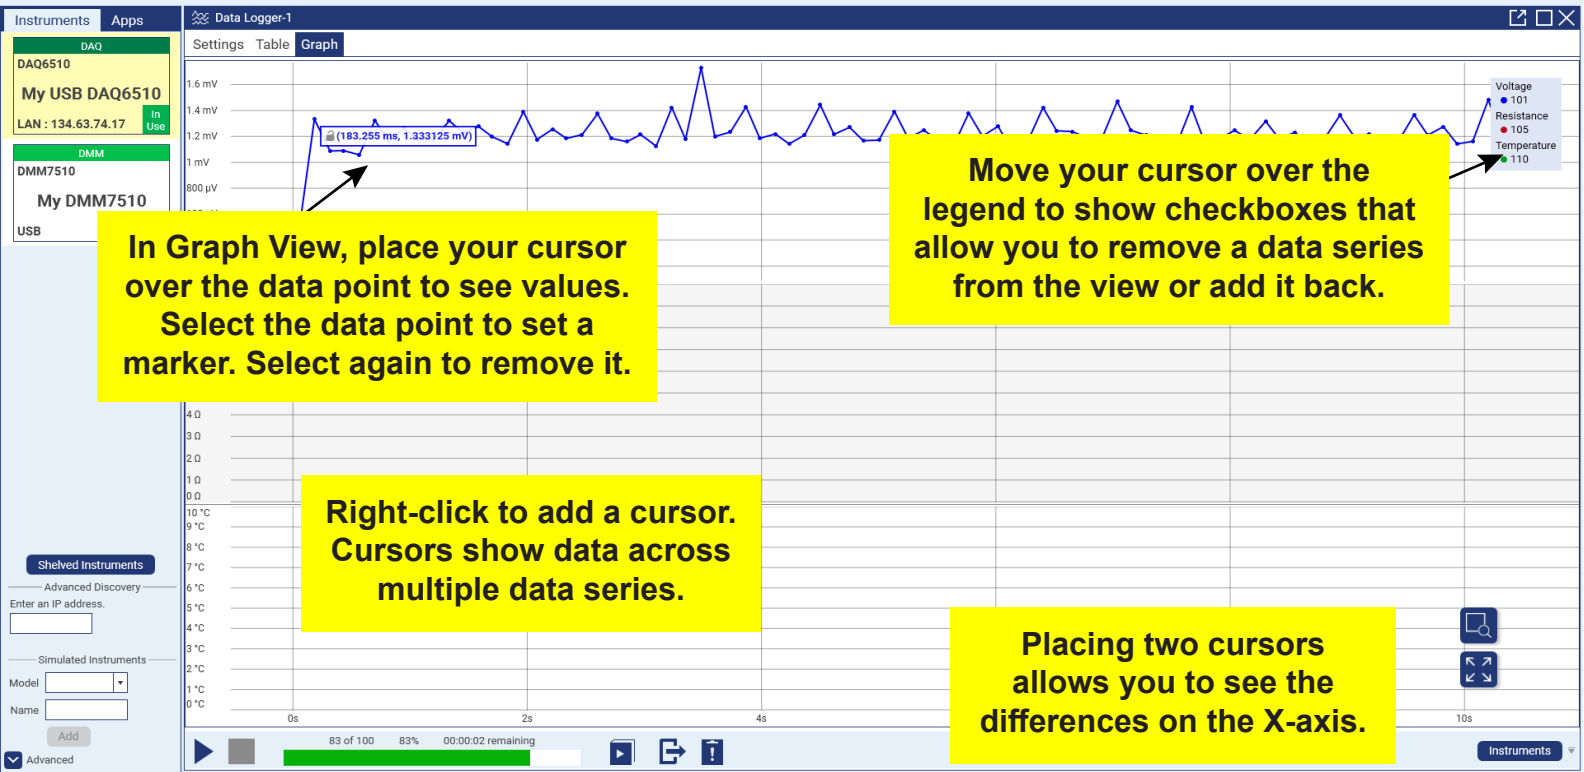 Instruments Apps
DAQ
DAQ6510
My USB DAQ6510
LAN : 134.63.74.17
In
Use
DMM
DMM7510
My DMM7510
USB
Shelved Instruments
Advanced Discovery
Enter an IP address.
Simulated Instruments
Model
Name
Add
Advanced
Data Logger-1
Settings Table Graph
1.6 mV
1.4 mV
1.2 mV
1 mV
800 µV
(183.255 ms, 1.333125 mV)
Voltage
101
Resistance
105
Temperature
110
In Graph View, place your cursor
over the data point to see values.
Select the data point to set a
marker. Select again to remove it.
Move your cursor over the
legend to show checkboxes that
allow you to remove a data series
from the view or add it back.
4 Ω
3 Ω
2 Ω
1 Ω
0 Ω
Right-click to add a cursor.
Cursors show data across
multiple data series.
10 °C
9 °C
8 °C
7 °C
6 °C
5 °C
4 °C
3 °C
2 °C
1 °C
0 °C
Placing two cursors
allows you to see the
differences on the X-axis.
0s 2s 4s 10s
83 of 100 83% 00:00:02 remaining
Instruments